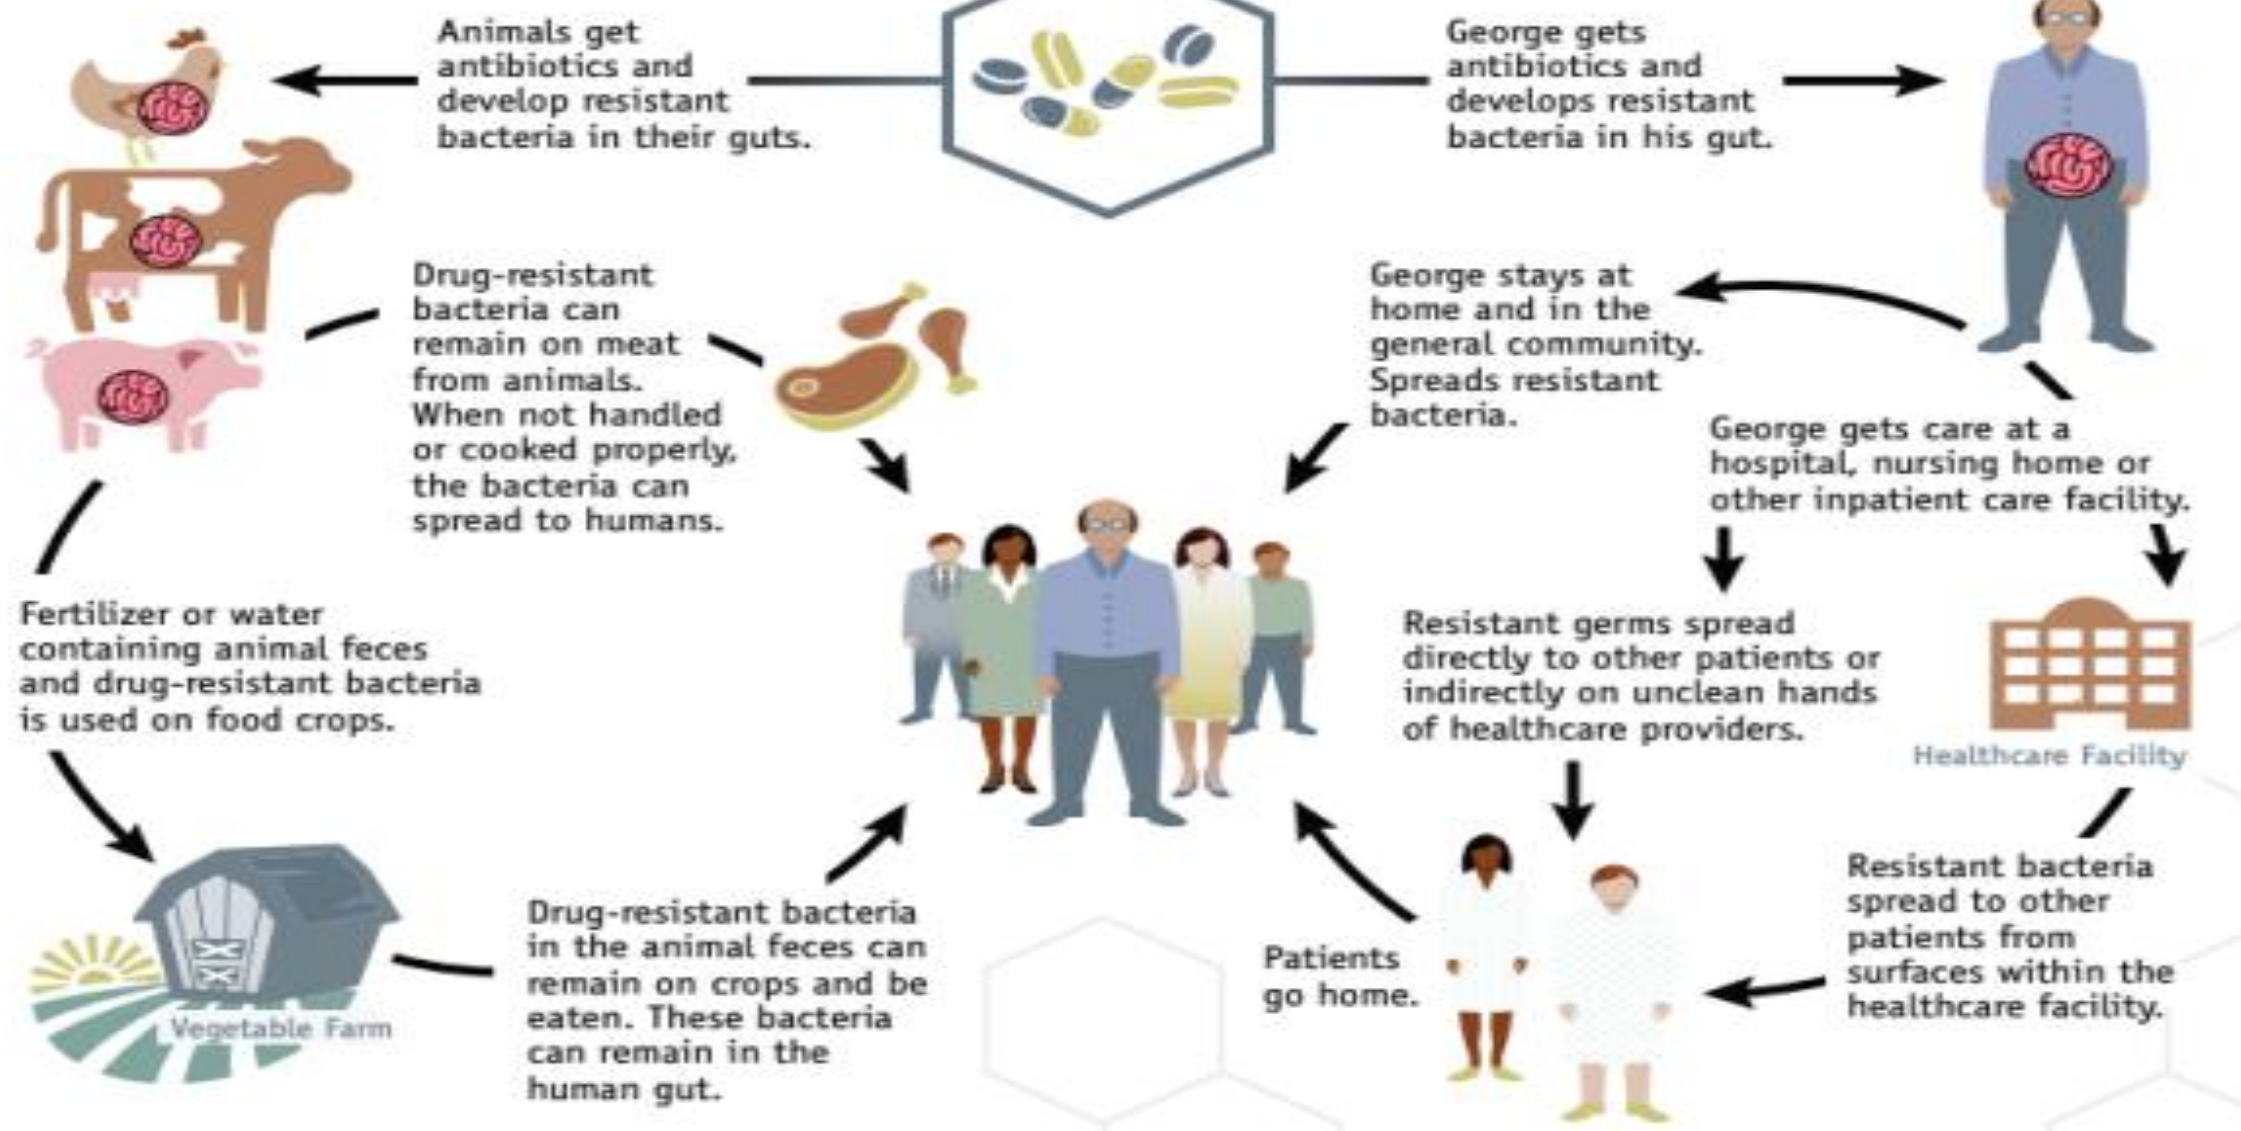 Animals get
antibiotics and
develop resistant
bacteria in their guts.
George gets
antibiotics and
develops resistant
bacteria in his gut.
Drug-resistant
bacteria can
remain on meat
from animals.
When not handled
or cooked properly,
the bacteria can
spread to humans.
George stays at
home and in the
general community.
Spreads resistant
bacteria.
George gets care at a
hospital, nursing home or
other inpatient care facility.
Fertilizer or water
containing animal feces
and drug-resistant bacteria
is used on food crops.
Resistant germs spread
directly to other patients or
indirectly on unclean hands
of healthcare providers.
Healthcare Facility
Vegetable Farm
Drug-resistant bacteria
in the animal feces can
remain on crops and be
eaten. These bacteria
can remain in the
human gut.
Patients
go home.
Resistant bacteria
spread to other
patients from
surfaces within the
healthcare facility.